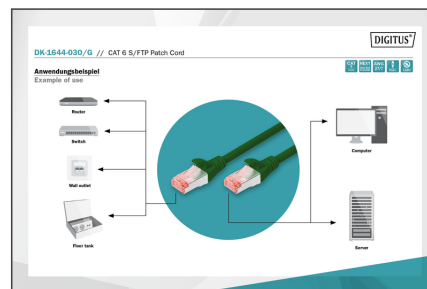 DIGITUS®
DK-1644-030/G // CAT 6 S/FTP Patch Cord
Anwendungsbeispiel
Example of use
Router
Switch
Wall outlet
Floor tank
Computer
Server